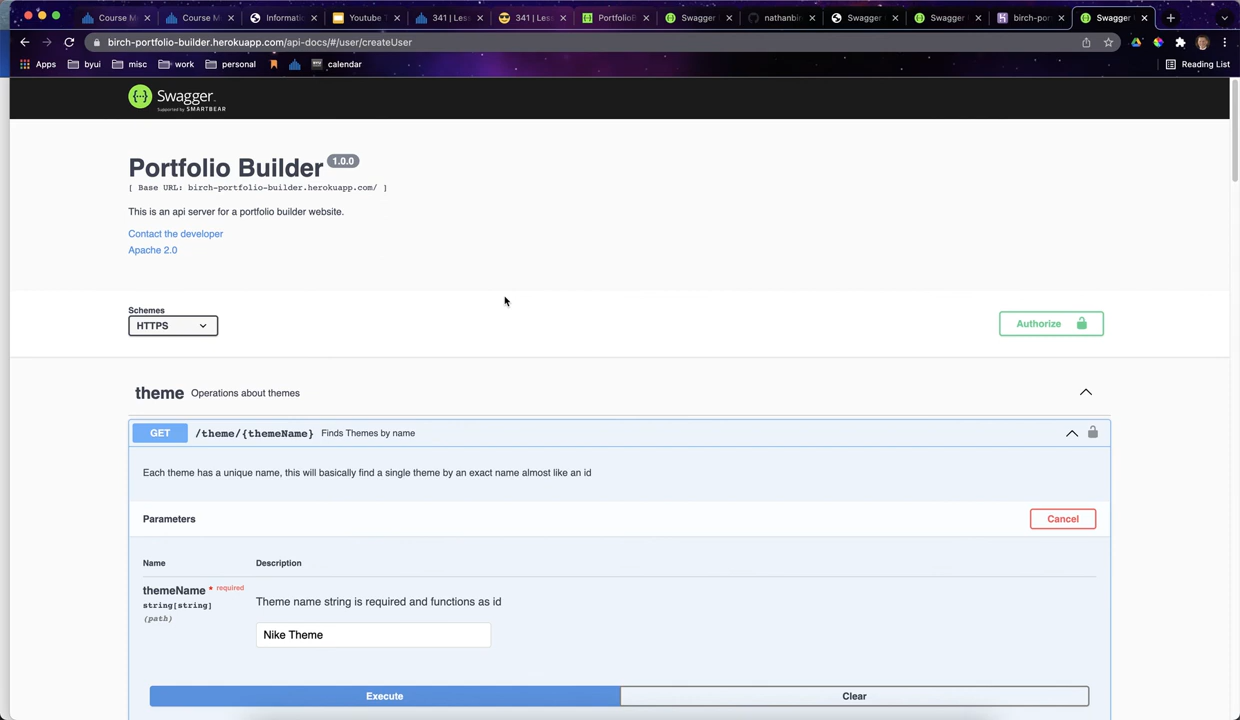 Course M
Course M
Informati
Youtube T
341 | Les
341 | Les
PortfolioB
Swagger
nathanbir
Swagger
Swagger
birch-por
Swagger
birch-portfolio-builder.herokuapp.com/api-docs/#/user/createUser
Apps
byui
misc
work
personal
calendar
Reading List
Swagger.
Supported by SMARTBEAR
Portfolio Builder 1.0.0
[ Base URL: birch-portfolio-builder.herokuapp.com/ ]
This is an api server for a portfolio builder website.
Contact the developer
Apache 2.0
Schemes
HTTPS
Authorize
theme Operations about themes
GET /theme/{themeName} Finds Themes by name
Each theme has a unique name, this will basically find a single theme by an exact name almost like an id
Parameters
Cancel
Name Description
themeName * required
string[string]
(path)
Theme name string is required and functions as id
Nike Theme
Execute
Clear